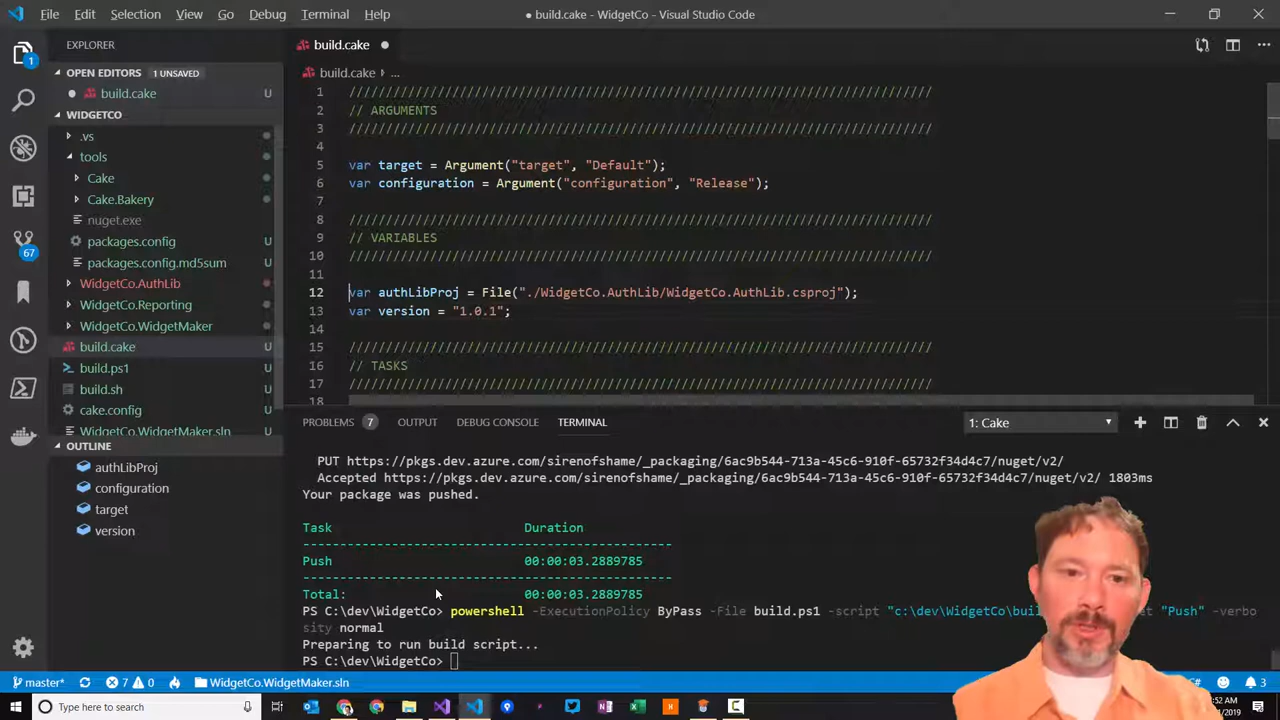 File Edit Selection View Go Debug Terminal Help
● build.cake - WidgetCo - Visual Studio Code
EXPLORER
OPEN EDITORS 1 UNSAVED
● build.cake U
WIDGETCO
.vs
tools
Cake
Cake.Bakery
nuget.exe
packages.config U
packages.config.md5sum U
WidgetCo.AuthLib
WidgetCo.Reporting
WidgetCo.WidgetMaker
build.cake U
build.ps1 U
build.sh U
cake.config U
WidgetCo.WidgetMaker.sln U
OUTLINE
authLibProj
configuration
target
version
1
67
build.cake ●
build.cake › ...
1 ////////////////////////////////////////////////////////////////////////////////
2 // ARGUMENTS
3 ////////////////////////////////////////////////////////////////////////////////
4
5 var target = Argument("target", "Default");
6 var configuration = Argument("configuration", "Release");
7
8 ////////////////////////////////////////////////////////////////////////////////
9 // VARIABLES
10 ////////////////////////////////////////////////////////////////////////////////
11
12 var authLibProj = File("./WidgetCo.AuthLib/WidgetCo.AuthLib.csproj");
13 var version = "1.0.1";
14
15 ////////////////////////////////////////////////////////////////////////////////
16 // TASKS
17 ////////////////////////////////////////////////////////////////////////////////
18
PROBLEMS 7 OUTPUT DEBUG CONSOLE TERMINAL 1: Cake
PUT https://pkgs.dev.azure.com/sirenofshame/_packaging/6ac9b544-713a-45c6-910f-65732f34d4c7/nuget/v2/
Accepted https://pkgs.dev.azure.com/sirenofshame/_packaging/6ac9b544-713a-45c6-910f-65732f34d4c7/nuget/v2/ 1803ms
Your package was pushed.
Task Duration
--------------------------------------------------
Push 00:00:03.2889785
--------------------------------------------------
Total: 00:00:03.2889785
PS C:\dev\WidgetCo> powershell -ExecutionPolicy ByPass -File build.ps1 -script "c:\dev\WidgetCo\buil "Push" -verbo
sity normal
Preparing to run build script...
PS C:\dev\WidgetCo>
master* 7 0 WidgetCo.WidgetMaker.sln 3
Type here to search
:52 AM
/2019